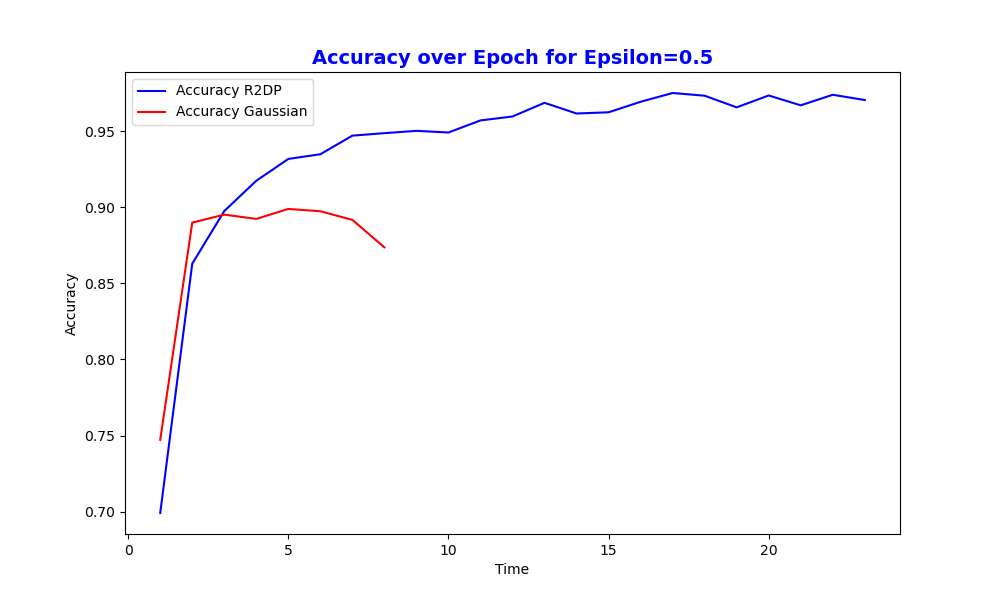 Accuracy over Epoch for Epsilon=0.5
Accuracy R2DP
Accuracy Gaussian
0.95
0.90
0.85
0.80
0.75
0.70
Accuracy
0 5 10 15 20
Time